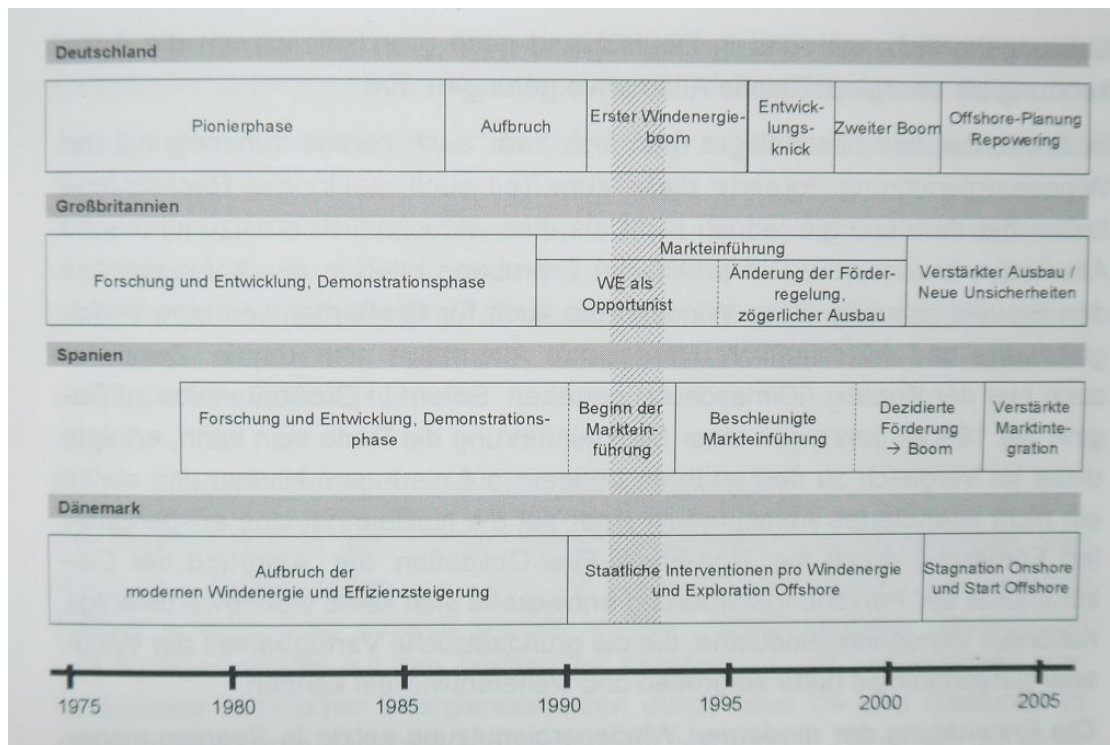 Deutschland
Pionierphase
Aufbruch
Erster Windenergie-
boom
Entwick-
lungs-
knick
Zweiter Boom
Offshore-Planung
Repowering
Großbritannien
Forschung und Entwicklung, Demonstrationsphase
Markteinführung
WE als
Opportunist
Änderung der Förder-
regelung,
zögerlicher Ausbau
Verstärkter Ausbau /
Neue Unsicherheiten
Spanien
Forschung und Entwicklung, Demonstrations-
phase
Beginn der
Marktein-
führung
Beschleunigte
Markteinführung
Dezidierte
Förderung
→ Boom
Verstärkte
Marktinte-
gration
Dänemark
Aufbruch der
modernen Windenergie und Effizienzsteigerung
Staatliche Interventionen pro Windenergie
und Exploration Offshore
Stagnation Onshore
und Start Offshore
1975 1980 1985 1990 1995 2000 2005